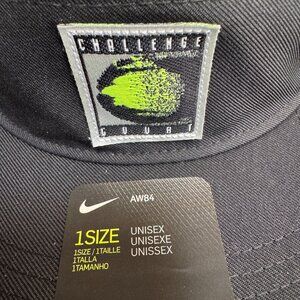 CHALLENGE
COURT
AW84
1SIZE
1SIZE / 1TAILLE
1TALLA
1TAMANHO
UNISEX
UNISEXE
UNISSEX